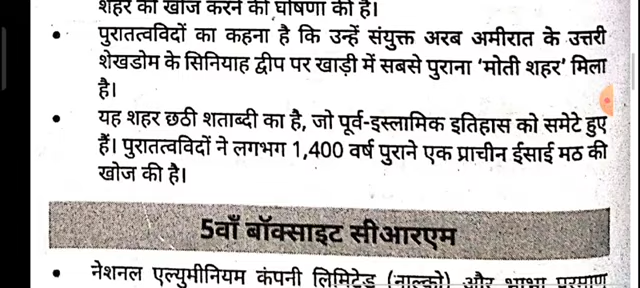 शहर की खोज करने की घोषणा की है।
• पुरातत्वविदों का कहना है कि उन्हें संयुक्त अरब अमीरात के उत्तरी
शेखडोम के सिनियाह द्वीप पर खाड़ी में सबसे पुराना ‘मोती शहर’ मिला
है।
• यह शहर छठी शताब्दी का है, जो पूर्व-इस्लामिक इतिहास को समेटे हुए
हैं। पुरातत्वविदों ने लगभग 1,400 वर्ष पुराने एक प्राचीन ईसाई मठ की
खोज की है।
5वाँ बॉक्साइट सीआरएम
• नेशनल एल्युमीनियम कंपनी लिमिटेड (नाल्को) और भाभा परमाणु